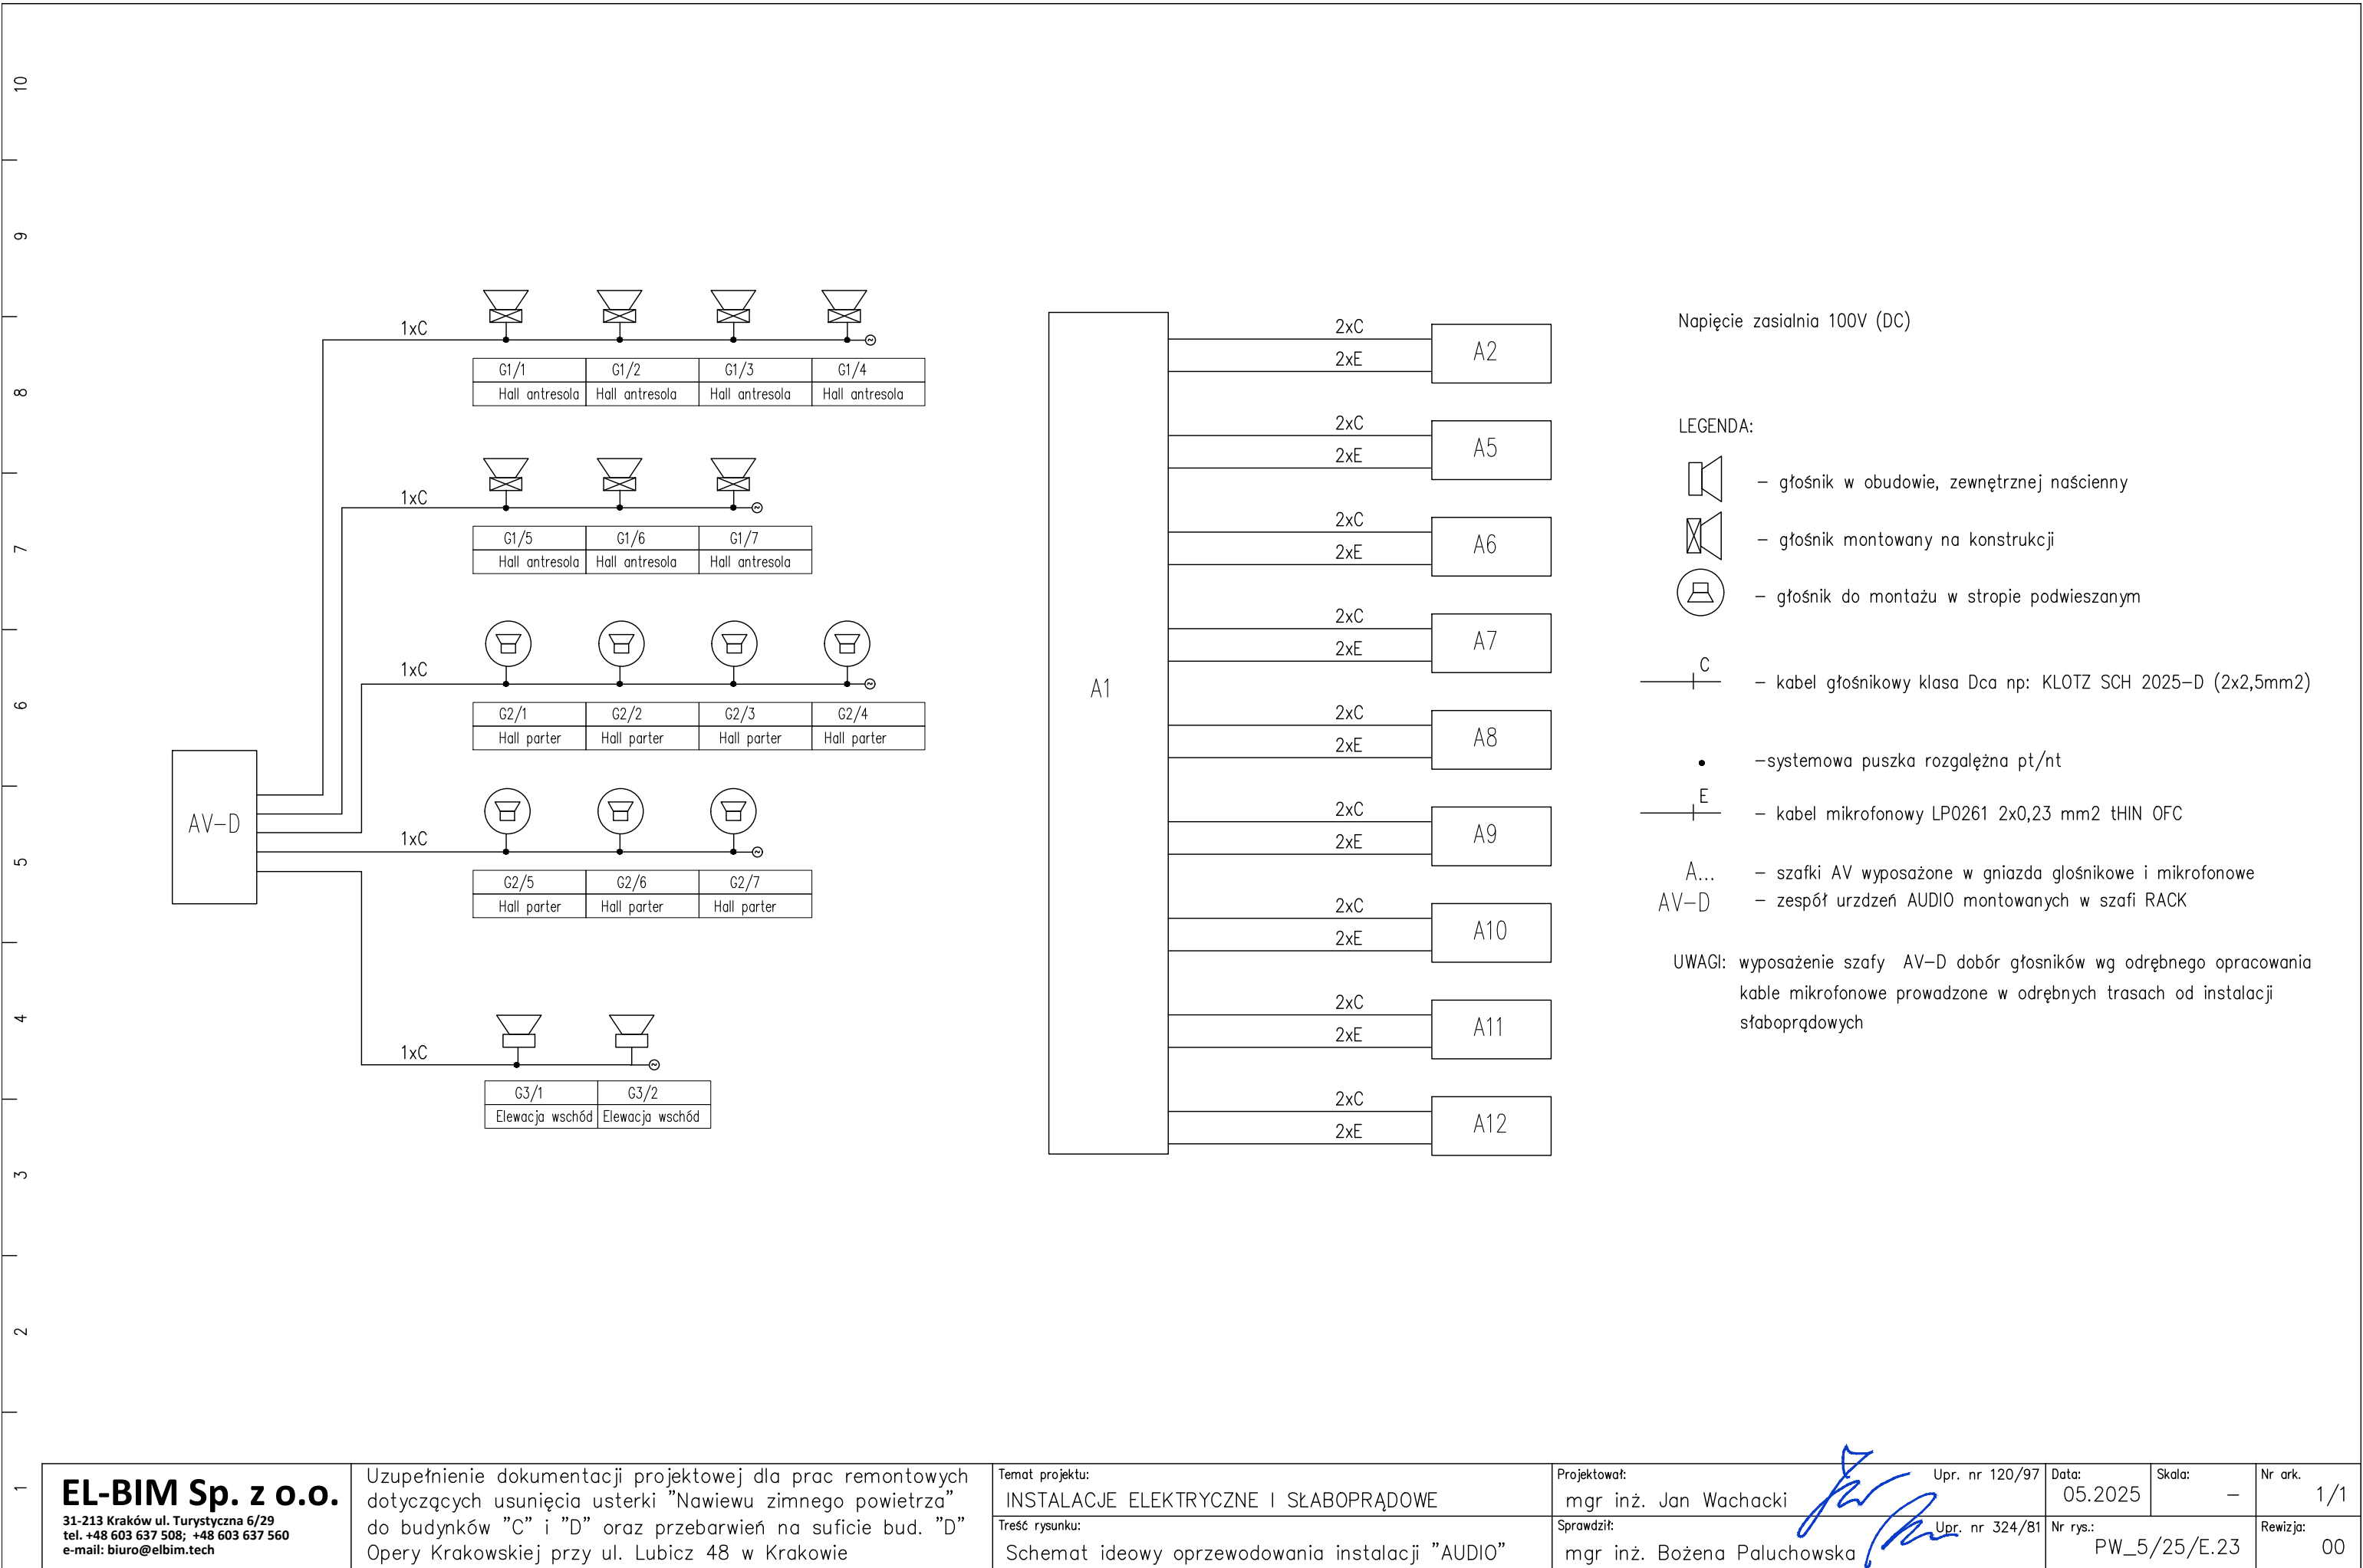 10
9
8
7
6
5
4
3
2
1
1xC
G1/1 G1/2 G1/3 G1/4
Hall antresola Hall antresola Hall antresola Hall antresola
1xC
G1/5 G1/6 G1/7
Hall antresola Hall antresola Hall antresola
1xC
G2/1 G2/2 G2/3 G2/4
Hall parter Hall parter Hall parter Hall parter
AV-D
1xC
G2/5 G2/6 G2/7
Hall parter Hall parter Hall parter
1xC
G3/1 G3/2
Elewacja wschód Elewacja wschód
A1
2xC
2xE
A2
2xC
2xE
A5
2xC
2xE
A6
2xC
2xE
A7
2xC
2xE
A8
2xC
2xE
A9
2xC
2xE
A10
2xC
2xE
A11
2xC
2xE
A12
Napięcie zasialnia 100V (DC)
LEGENDA:
- głośnik w obudowie, zewnętrznej naścienny
- głośnik montowany na konstrukcji
- głośnik do montażu w stropie podwieszanym
C
- kabel głośnikowy klasa Dca np: KLOTZ SCH 2025-D (2x2,5mm2)
-systemowa puszka rozgalężna pt/nt
E
- kabel mikrofonowy LP0261 2x0,23 mm2 tHIN OFC
A... - szafki AV wyposażone w gniazda glośnikowe i mikrofonowe
AV-D - zespół urzdzeń AUDIO montowanych w szafi RACK
UWAGI: wyposażenie szafy AV-D dobór głosników wg odrębnego opracowania
kable mikrofonowe prowadzone w odrębnych trasach od instalacji
słaboprądowych
EL-BIM Sp. z o.o.
31-213 Kraków ul. Turystyczna 6/29
tel. +48 603 637 508; +48 603 637 560
e-mail: biuro@elbim.tech
Uzupełnienie dokumentacji projektowej dla prac remontowych
dotyczących usunięcia usterki "Nawiewu zimnego powietrza"
do budynków "C" i "D" oraz przebarwień na suficie bud. "D"
Opery Krakowskiej przy ul. Lubicz 48 w Krakowie
Temat projektu:
INSTALACJE ELEKTRYCZNE I SŁABOPRĄDOWE
Treść rysunku:
Schemat ideowy oprzewodowania instalacji "AUDIO"
Projektował: Upr. nr 120/97
mgr inż. Jan Wachacki
Sprawdził: Upr. nr 324/81
mgr inż. Bożena Paluchowska
Data:
05.2025
Skala:
-
Nr ark.
1/1
Nr rys.:
PW_5/25/E.23
Rewizja:
00